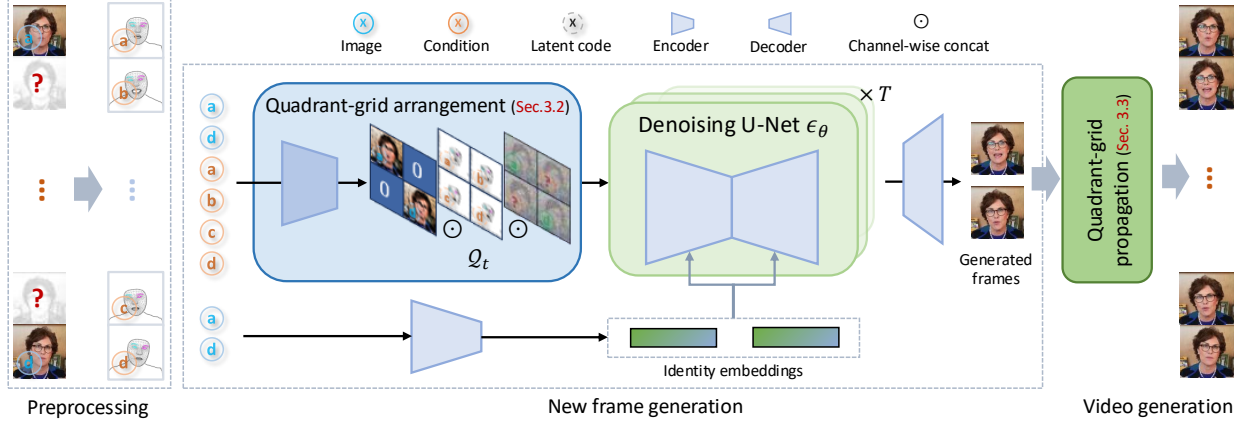 x
x
x
Image
Condition
Latent code
Encoder
Decoder
Channel-wise concat
a
a
?
b
c
?
d
d
Preprocessing
a
d
a
b
c
d
Quadrant-grid arrangement (Sec.3.2)
0
0
a
b
c
d
?
?
𝒬t
Denoising U-Net ϵθ
× T
a
d
Identity embeddings
Generated
frames
New frame generation
Quadrant-grid
propagation (Sec. 3.3)
Video generation